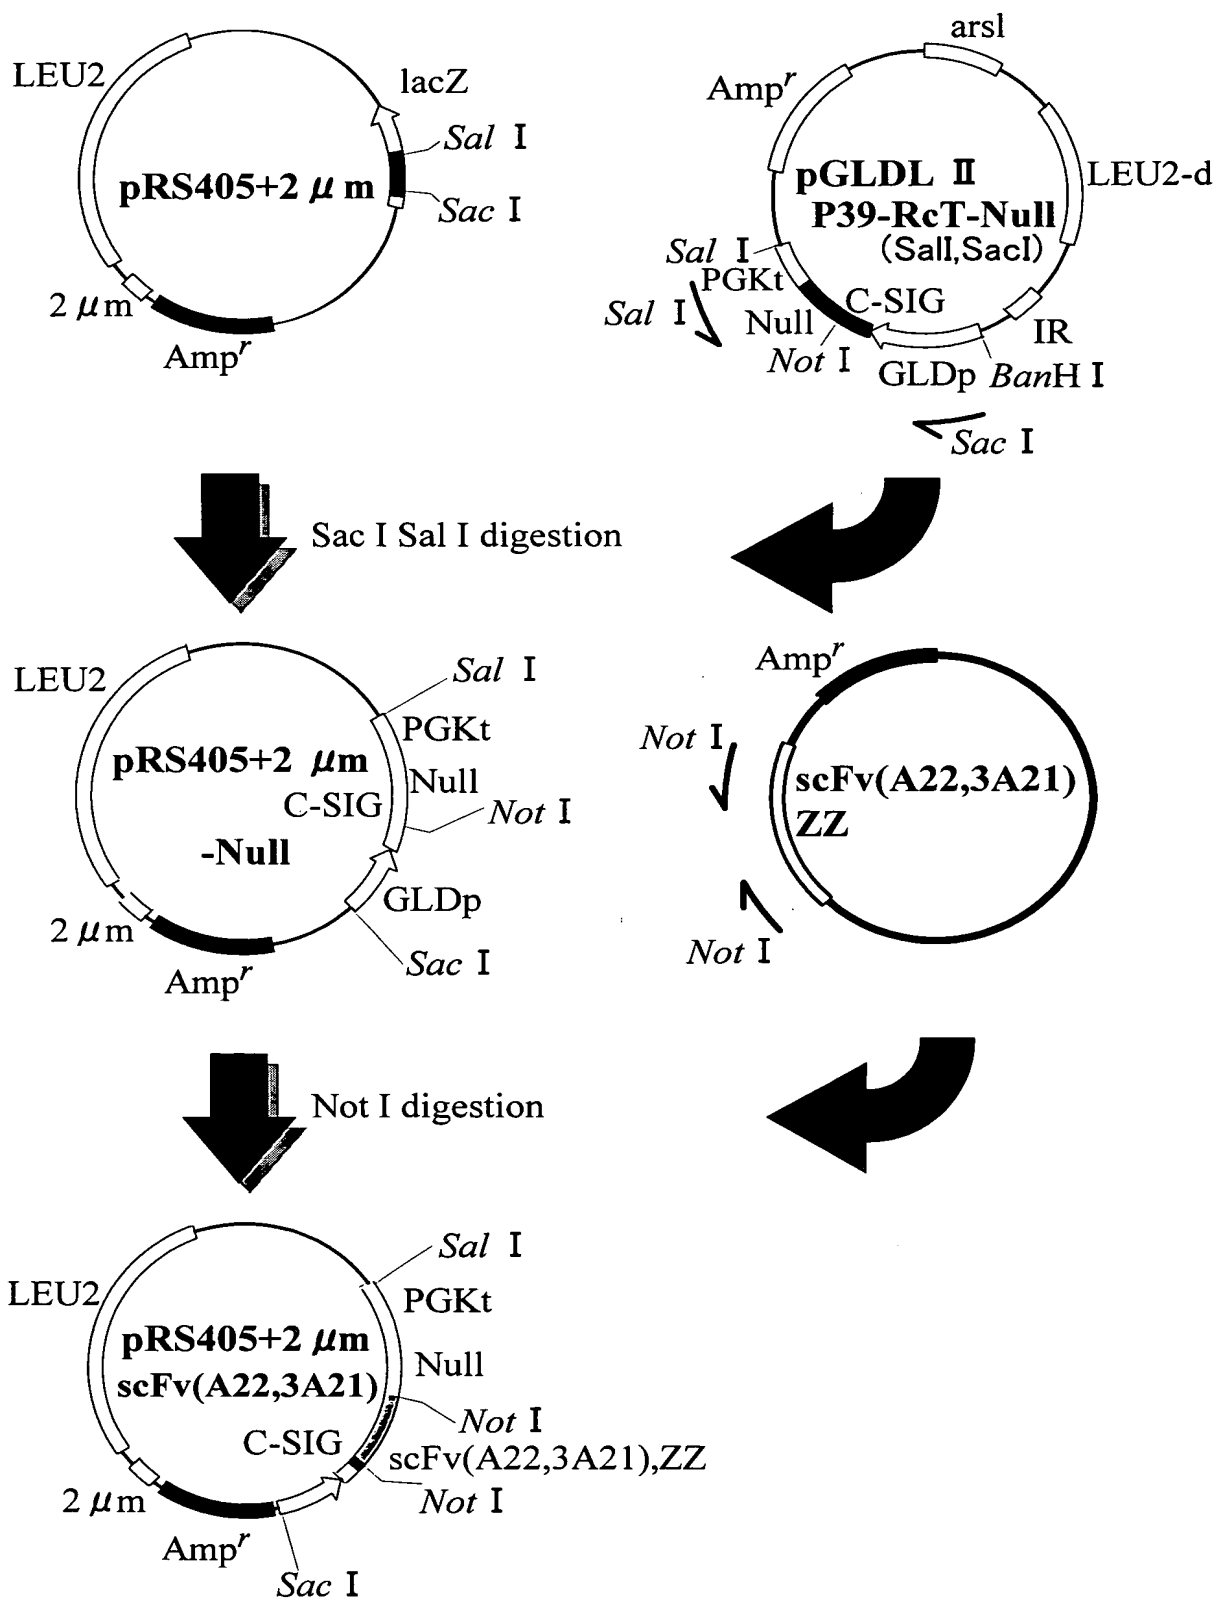 LEU2
lacZ
Sal I
pRS405+2 μm
Sac I
2 μm
Ampʳ
arsl
Ampʳ
pGLDL II
LEU2-d
P39-RcT-Null
(SalI,SacI)
Sal I
PGKt
C-SIG
Sal I
Null
IR
Not I
GLDp
BanH I
Sac I
Sac I Sal I digestion
LEU2
Sal I
PGKt
pRS405+2 μm
Null
C-SIG
Not I
-Null
GLDp
2 μm
Sac I
Ampʳ
Ampʳ
Not I
scFv(A22,3A21)
ZZ
Not I
Not I digestion
Sal I
LEU2
PGKt
pRS405+2 μm
Null
scFv(A22,3A21)
Not I
C-SIG
scFv(A22,3A21),ZZ
2 μm
Not I
Ampʳ
Sac I